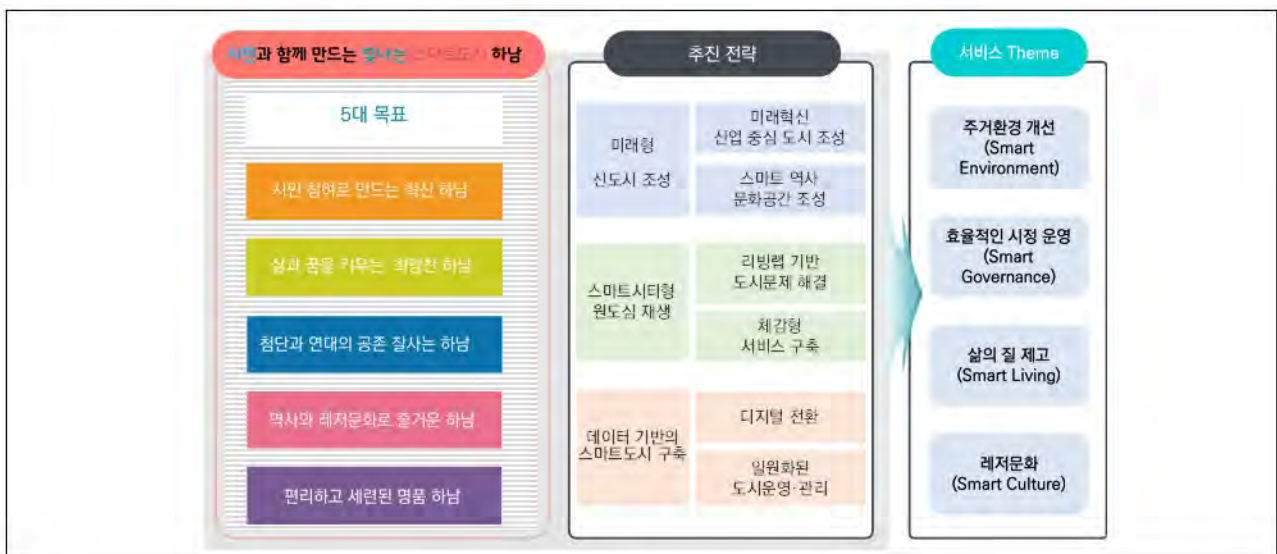 시민과 함께 만드는 빛나는 스마트도시 하남
5대 목표
시민 참여로 만드는 혁신 하남
삶과 꿈을 키우는 희망찬 하남
첨단과 연대의 공존 잘사는 하남
역사와 레저문화로 즐거운 하남
편리하고 세련된 명품 하남
추진 전략
미래형
신도시 조성
미래혁신
산업 중심 도시 조성
스마트 역사
문화공간 조성
스마트시티형
원도심 재생
리빙랩 기반
도시문제 해결
체감형
서비스 구축
데이터 기반의
스마트도시 구축
디지털 전환
일원화된
도시운영·관리
서비스 Theme
주거환경 개선
(Smart
Environment)
효율적인 시정 운영
(Smart
Governance)
삶의 질 제고
(Smart Living)
레저문화
(Smart Culture)